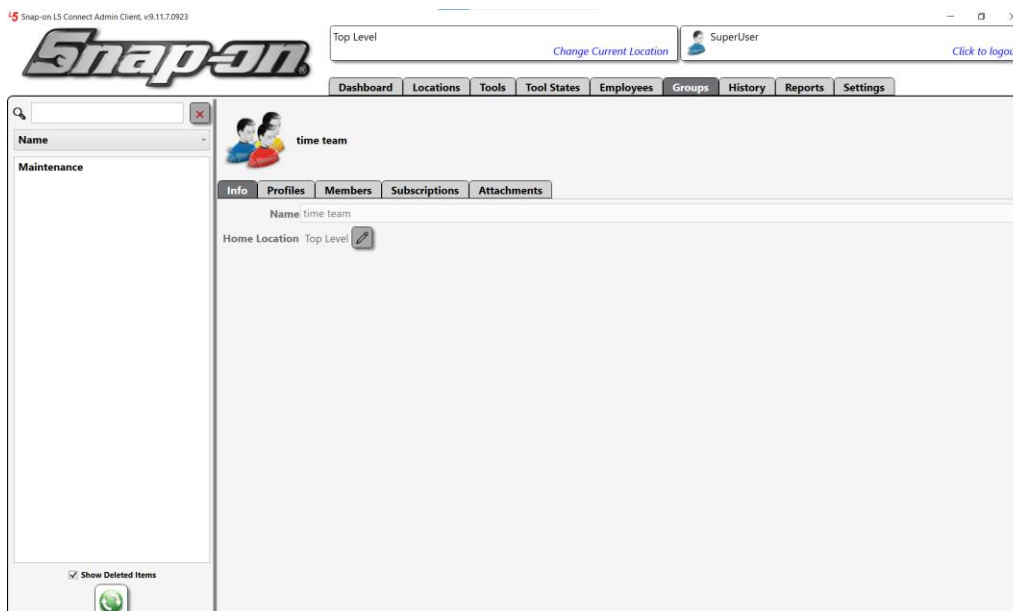 L5 Snap-on L5 Connect Admin Client, v:9.11.7.0923
Snap-on®
Top Level
Change Current Location
SuperUser
Click to logou
Dashboard Locations Tools Tool States Employees Groups History Reports Settings
Name
Maintenance
Show Deleted Items
time team
Info Profiles Members Subscriptions Attachments
Name time team
Home Location Top Level